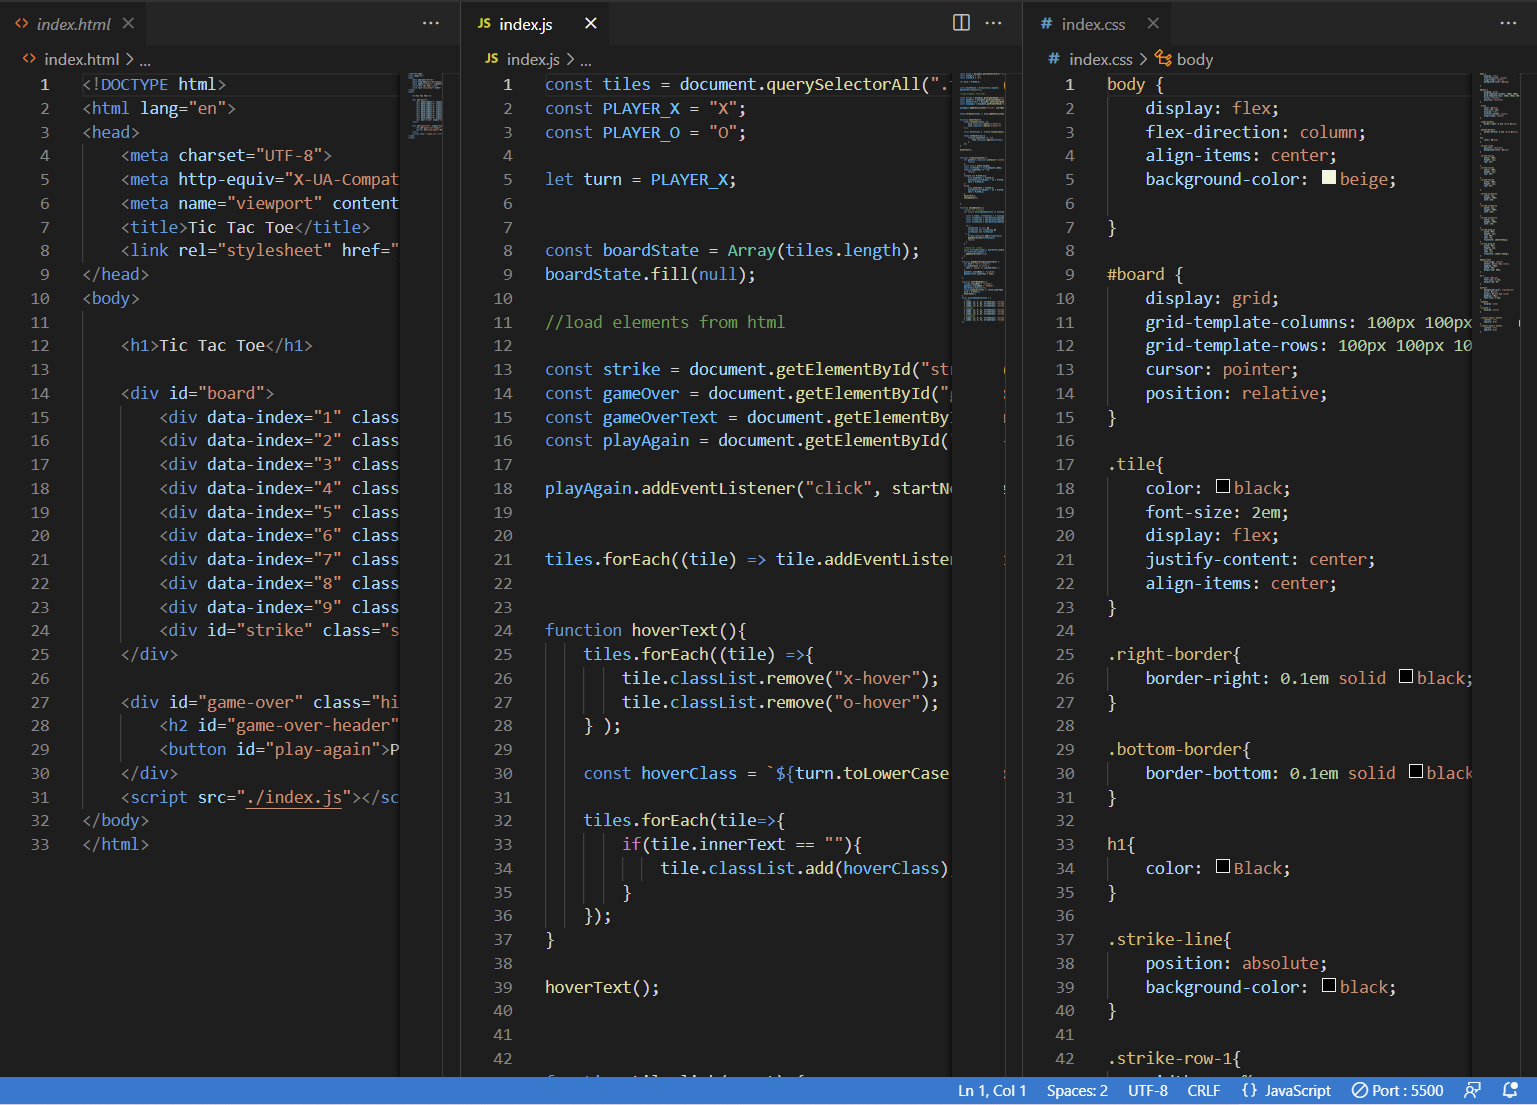 index.html
index.html > ...
1 <!DOCTYPE html>
2 <html lang="en">
3 <head>
4 <meta charset="UTF-8">
5 <meta http-equiv="X-UA-Compat
6 <meta name="viewport" content
7 <title>Tic Tac Toe</title>
8 <link rel="stylesheet" href="
9 </head>
10 <body>
11
12 <h1>Tic Tac Toe</h1>
13
14 <div id="board">
15 <div data-index="1" class
16 <div data-index="2" class
17 <div data-index="3" class
18 <div data-index="4" class
19 <div data-index="5" class
20 <div data-index="6" class
21 <div data-index="7" class
22 <div data-index="8" class
23 <div data-index="9" class
24 <div id="strike" class="s
25 </div>
26
27 <div id="game-over" class="hi
28 <h2 id="game-over-header"
29 <button id="play-again">P
30 </div>
31 <script src="./index.js"></sc
32 </body>
33 </html>
JS index.js
JS index.js > ...
1 const tiles = document.querySelectorAll(".
2 const PLAYER_X = "X";
3 const PLAYER_O = "O";
4
5 let turn = PLAYER_X;
6
7
8 const boardState = Array(tiles.length);
9 boardState.fill(null);
10
11 //load elements from html
12
13 const strike = document.getElementById("str
14 const gameOver = document.getElementById("g
15 const gameOverText = document.getElementBy
16 const playAgain = document.getElementById(
17
18 playAgain.addEventListener("click", startNe
19
20
21 tiles.forEach((tile) => tile.addEventListen
22
23
24 function hoverText(){
25 tiles.forEach((tile) =>{
26 tile.classList.remove("x-hover");
27 tile.classList.remove("o-hover");
28 } );
29
30 const hoverClass = `${turn.toLowerCase
31
32 tiles.forEach(tile=>{
33 if(tile.innerText == ""){
34 tile.classList.add(hoverClass)
35 }
36 });
37 }
38
39 hoverText();
40
41
42
# index.css
# index.css > body
1 body {
2 display: flex;
3 flex-direction: column;
4 align-items: center;
5 background-color: beige;
6
7 }
8
9 #board {
10 display: grid;
11 grid-template-columns: 100px 100px
12 grid-template-rows: 100px 100px 10
13 cursor: pointer;
14 position: relative;
15 }
16
17 .tile{
18 color: black;
19 font-size: 2em;
20 display: flex;
21 justify-content: center;
22 align-items: center;
23 }
24
25 .right-border{
26 border-right: 0.1em solid black;
27 }
28
29 .bottom-border{
30 border-bottom: 0.1em solid black
31 }
32
33 h1{
34 color: Black;
35 }
36
37 .strike-line{
38 position: absolute;
39 background-color: black;
40 }
41
42 .strike-row-1{
Ln 1, Col 1 Spaces: 2 UTF-8 CRLF {} JavaScript Port : 5500